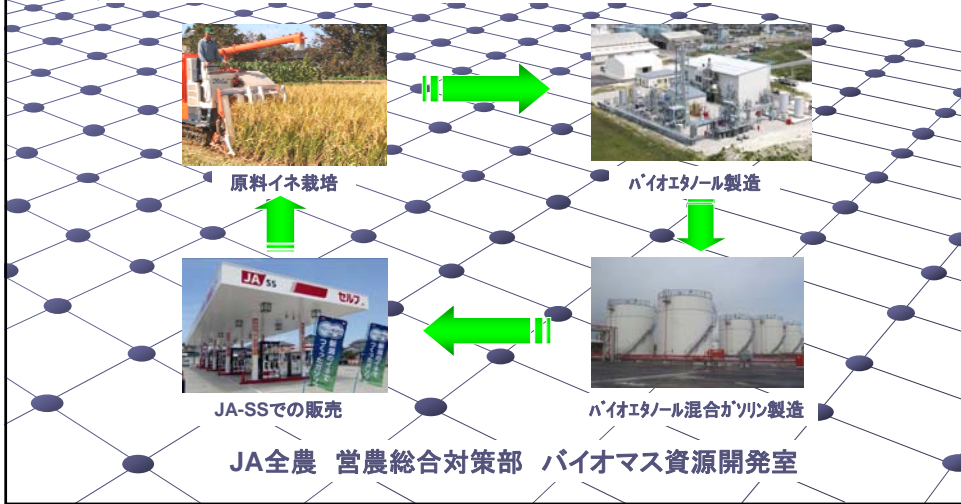 原料イネ栽培
バイオエタノール製造
JA SS
セルフ
JA-SSでの販売
バイオエタノール混合ガソリン製造
JA全農 営農総合対策部 バイオマス資源開発室